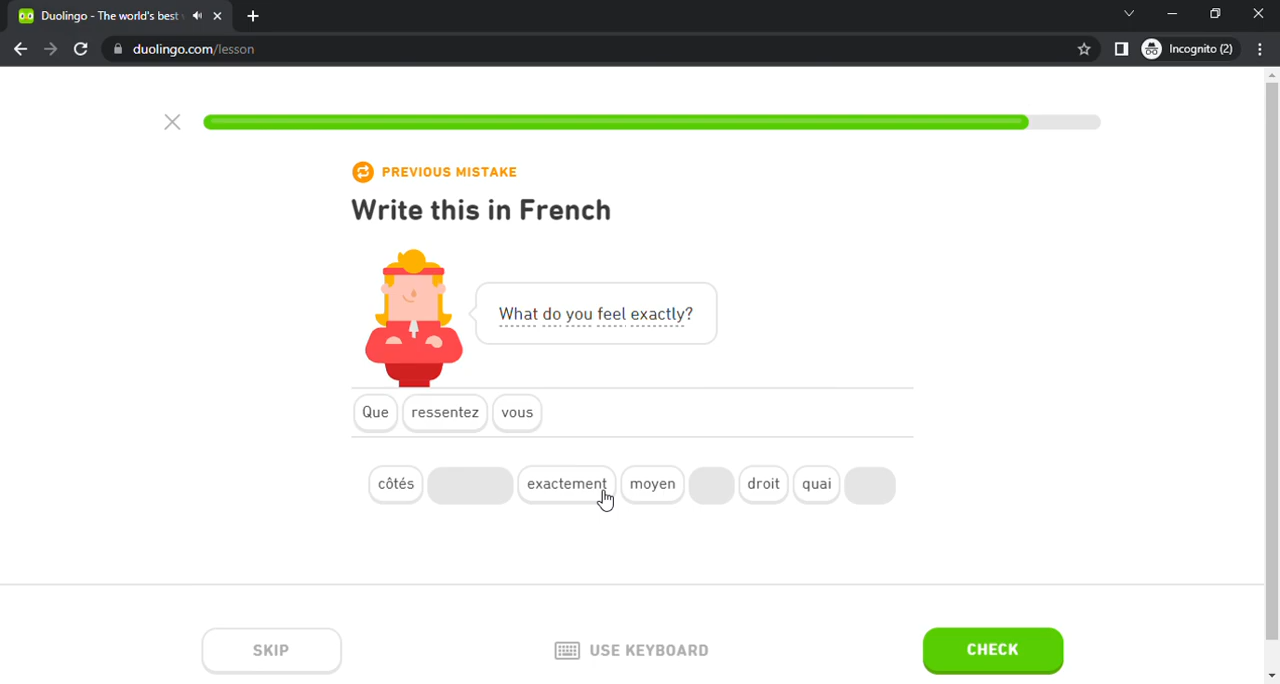 Duolingo - The world's best
duolingo.com/lesson
Incognito (2)
PREVIOUS MISTAKE
Write this in French
What do you feel exactly?
Que ressentez vous
côtés exactement moyen droit quai
SKIP USE KEYBOARD CHECK